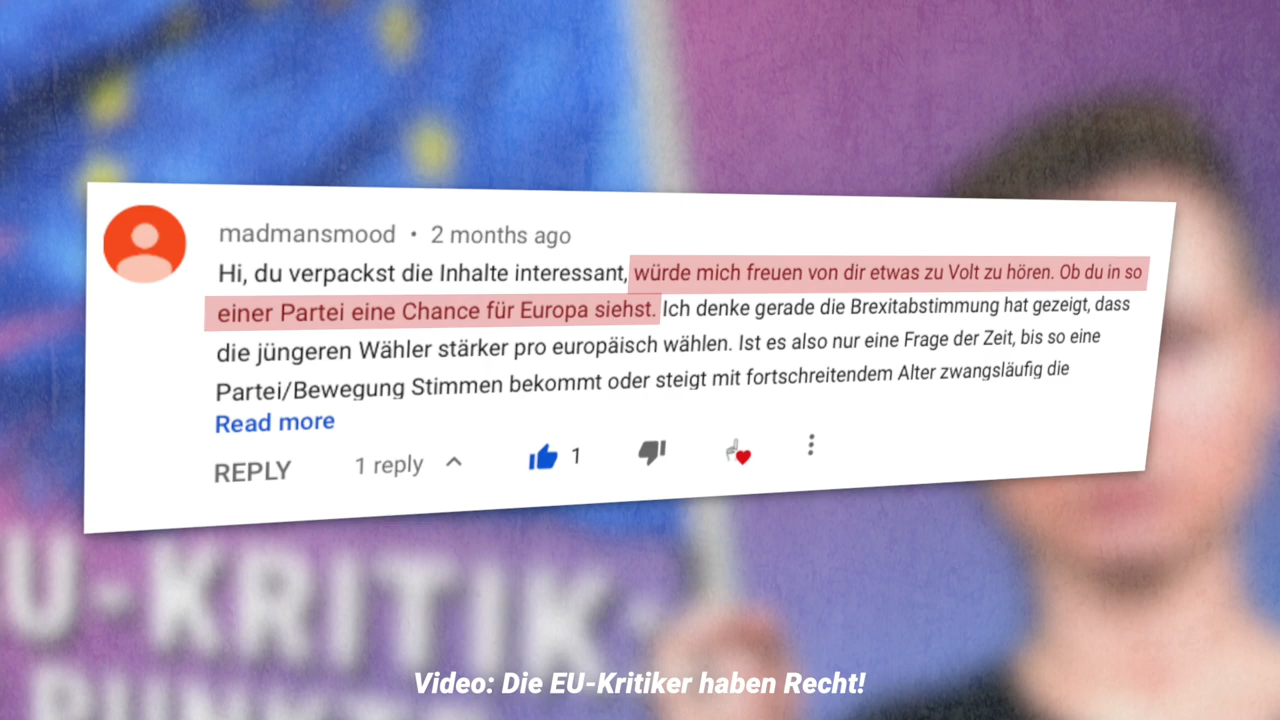 madmansmood • 2 months ago
Hi, du verpackst die Inhalte interessant, würde mich freuen von dir etwas zu Volt zu hören. Ob du in so
einer Partei eine Chance für Europa siehst. Ich denke gerade die Brexitabstimmung hat gezeigt, dass
die jüngeren Wähler stärker pro europäisch wählen. Ist es also nur eine Frage der Zeit, bis so eine
Partei/Bewegung Stimmen bekommt oder steigt mit fortschreitendem Alter zwangsläufig die
Read more
REPLY 1 reply 1
U-KRITIK-
Video: Die EU-Kritiker haben Recht!